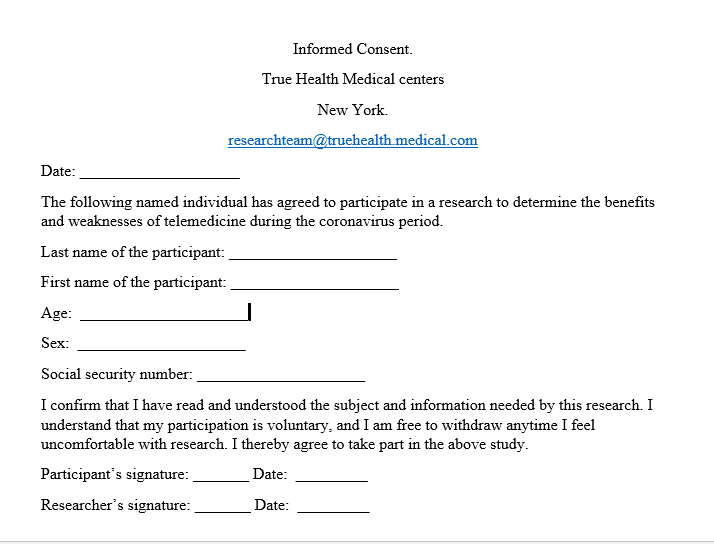 Informed Consent.
True Health Medical centers
New York.
researchteam@truehealth.medical.com
Date: ____________________
The following named individual has agreed to participate in a research to determine the benefits
and weaknesses of telemedicine during the coronavirus period.
Last name of the participant: _____________________
First name of the participant: _____________________
Age: _____________________
Sex: _____________________
Social security number: _____________________
I confirm that I have read and understood the subject and information needed by this research. I
understand that my participation is voluntary, and I am free to withdraw anytime I feel
uncomfortable with research. I thereby agree to take part in the above study.
Participant's signature: _______ Date: _________
Researcher's signature: _______ Date: _________